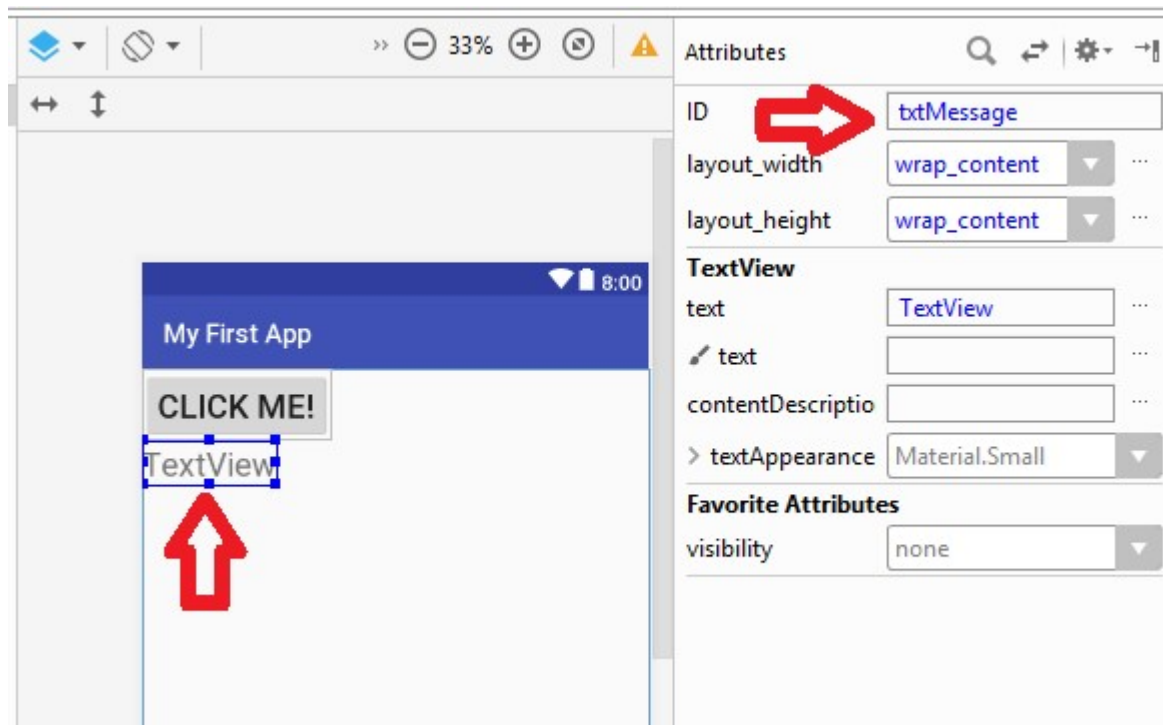 33%
Attributes
ID txtMessage
layout_width wrap_content ...
layout_height wrap_content ...
TextView
text TextView ...
text ...
contentDescriptio ...
textAppearance Material.Small
Favorite Attributes
visibility none
8:00
My First App
CLICK ME!
TextView